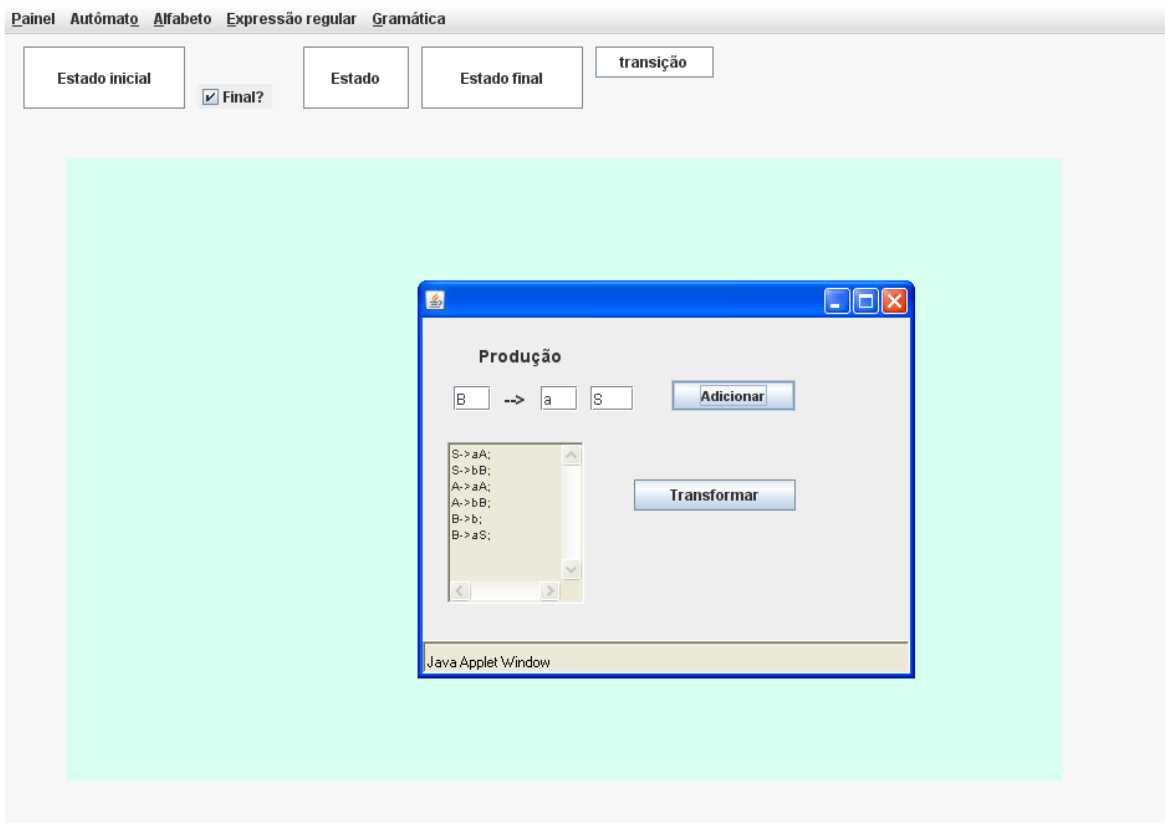 Painel Autômato Alfabeto Expressão regular Gramática
Estado inicial
Final?
Estado
Estado final
transição
Produção
B --> a S
Adicionar
S->aA;
S->bB;
A->aA;
A->bB;
B->b;
B->aS;
Transformar
Java Applet Window